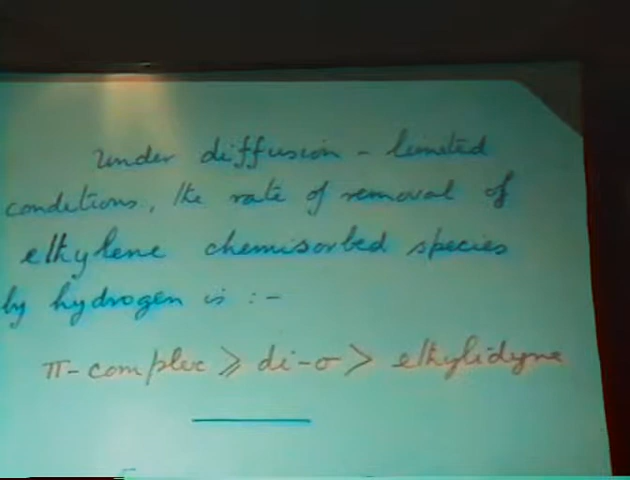 Under diffusion - limited
conditions, the rate of removal of
ethylene chemisorbed species
by hydrogen is :-
π-complex ⩾ di-σ > ethylidyne